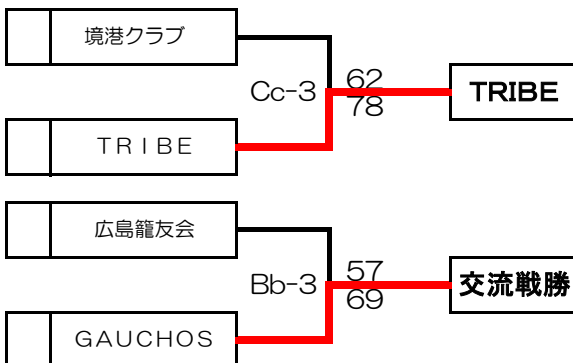 境港クラブ
Cc-3
62
78
TRIBE
ＴＲＩＢＥ
広島籠友会
Bb-3
57
69
交流戦勝
ＧＡＵＣＨＯＳ